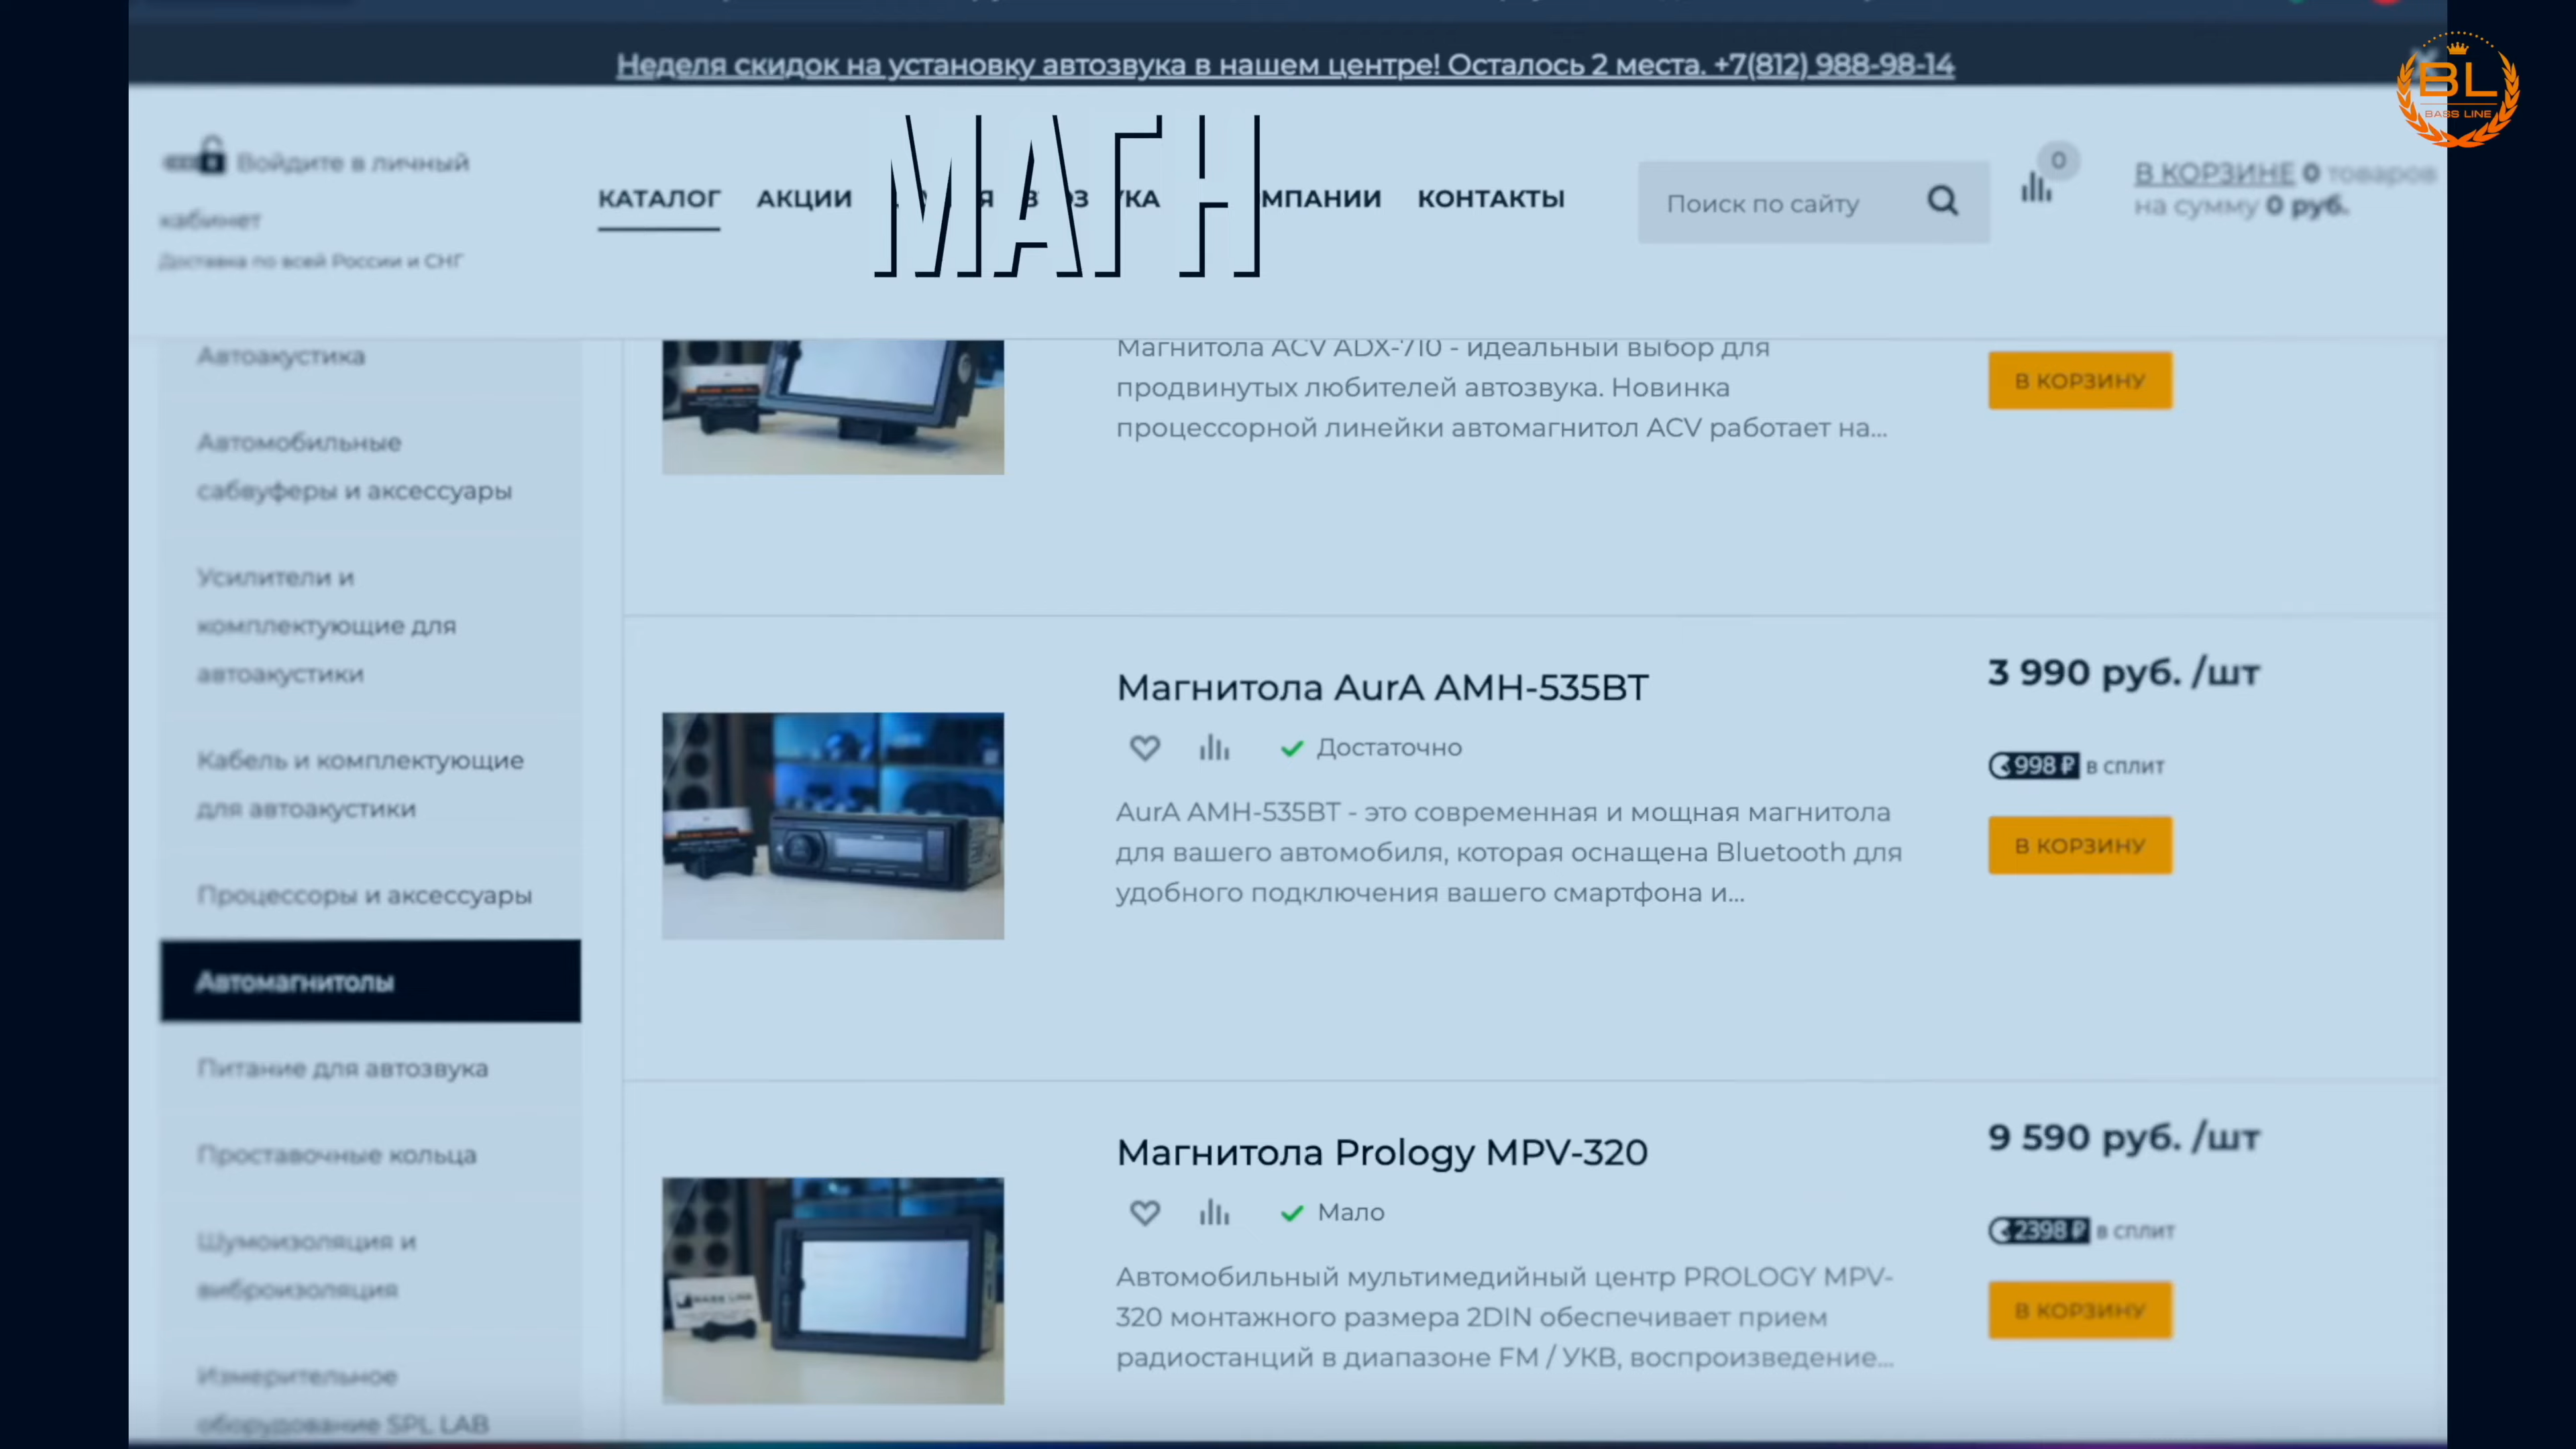 Неделя скидок на установку автозвука в нашем центре! Осталось 2 места. +7(812) 988-98-14
BL
BASS LINE
Войдите в личный
кабинет
Доставка по всей России и СНГ
КАТАЛОГ АКЦИИ МПАНИИ КОНТАКТЫ
МАГН
Поиск по сайту
0
В КОРЗИНЕ 0 товаров
на сумму 0 руб.
Автоакустика
Автомобильные
сабвуферы и аксессуары
Усилители и
комплектующие для
автоакустики
Кабель и комплектующие
для автоакустики
Процессоры и аксессуары
Автомагнитолы
Питание для автозвука
Проставочные кольца
Шумоизоляция и
виброизоляция
Измерительное
оборудование SPL LAB
Магнитола ACV ADX-710 - идеальный выбор для
продвинутых любителей автозвука. Новинка
процессорной линейки автомагнитол ACV работает на...
В КОРЗИНУ
Магнитола AurA AMH-535BT
Достаточно
AurA AMH-535BT - это современная и мощная магнитола
для вашего автомобиля, которая оснащена Bluetooth для
удобного подключения вашего смартфона и...
3 990 руб. /шт
998 ₽ в сплит
В КОРЗИНУ
Магнитола Prology MPV-320
Мало
Автомобильный мультимедийный центр PROLOGY MPV-
320 монтажного размера 2DIN обеспечивает прием
радиостанций в диапазоне FM / УКВ, воспроизведение...
9 590 руб. /шт
2398 ₽ в сплит
В КОРЗИНУ